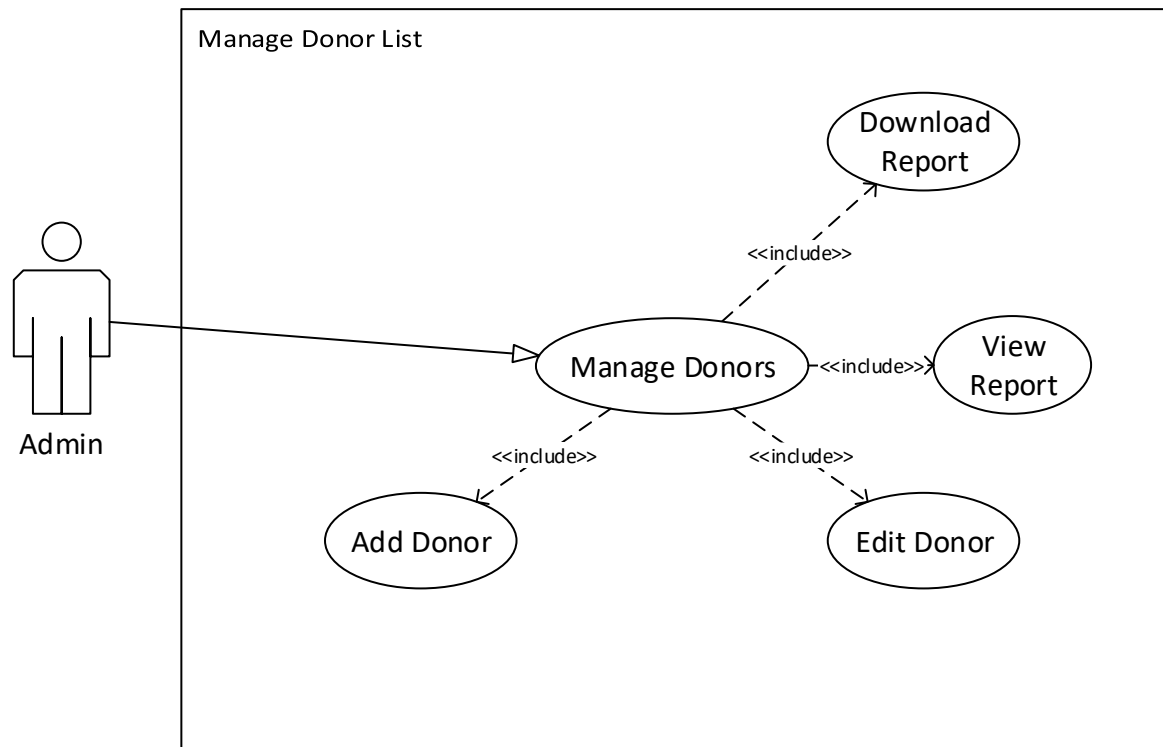 Manage Donor List
Download
Report
<<include>>
Manage Donors
<<include>>
View
Report
Admin
<<include>>
<<include>>
Add Donor
Edit Donor